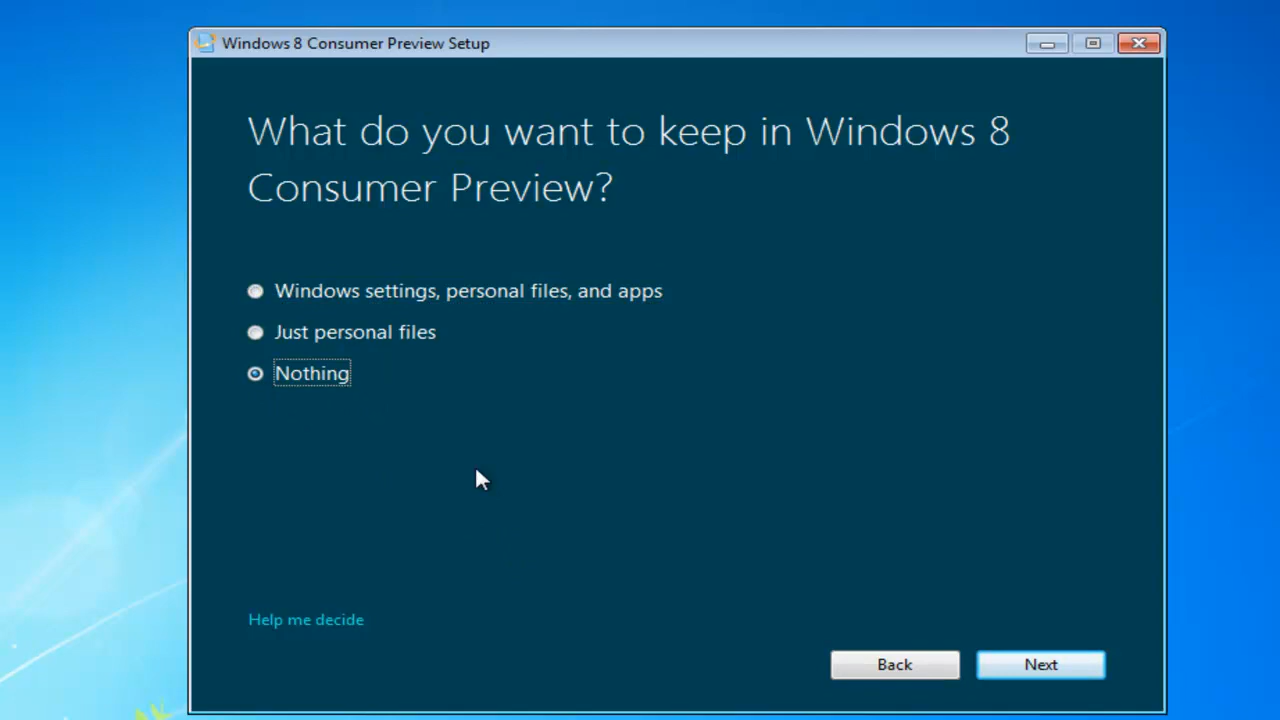 Windows 8 Consumer Preview Setup
What do you want to keep in Windows 8
Consumer Preview?
Windows settings, personal files, and apps
Just personal files
Nothing
Help me decide
Back
Next